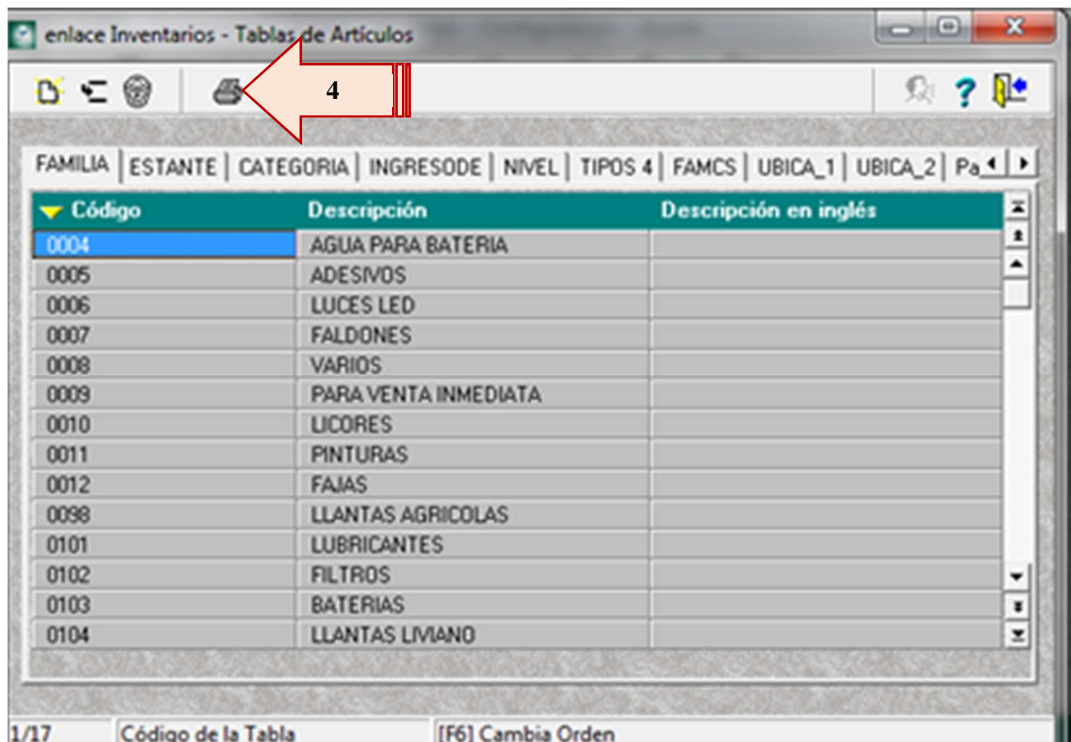 enlace Inventarios - Tablas de Artículos
4
?
FAMILIA ESTANTE CATEGORIA INGRESODE NIVEL TIPOS 4 FAMCS UBICA_1 UBICA_2 Pa
Código Descripción Descripción en inglés
0004 AGUA PARA BATERIA
0005 ADESIVOS
0006 LUCES LED
0007 FALDONES
0008 VARIOS
0009 PARA VENTA INMEDIATA
0010 LICORES
0011 PINTURAS
0012 FAJAS
0098 LLANTAS AGRICOLAS
0101 LUBRICANTES
0102 FILTROS
0103 BATERIAS
0104 LLANTAS LIVIANO
1/17 Código de la Tabla [F6] Cambia Orden